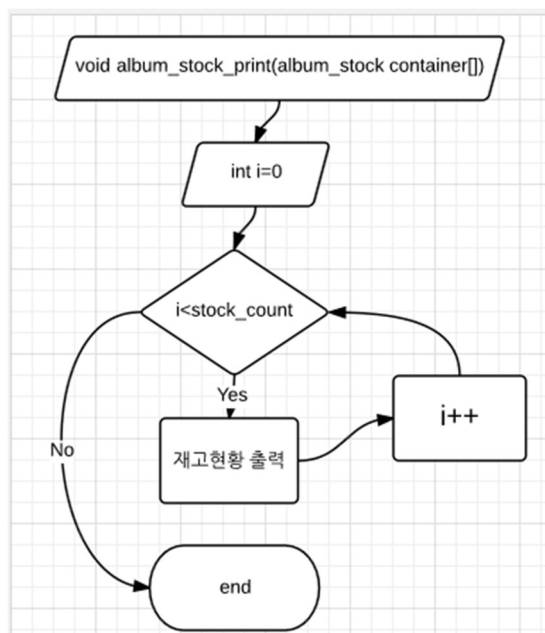 void album_stock_print(album_stock container[])
int i=0
i<stock_count
Yes
i++
No
재고현황 출력
end